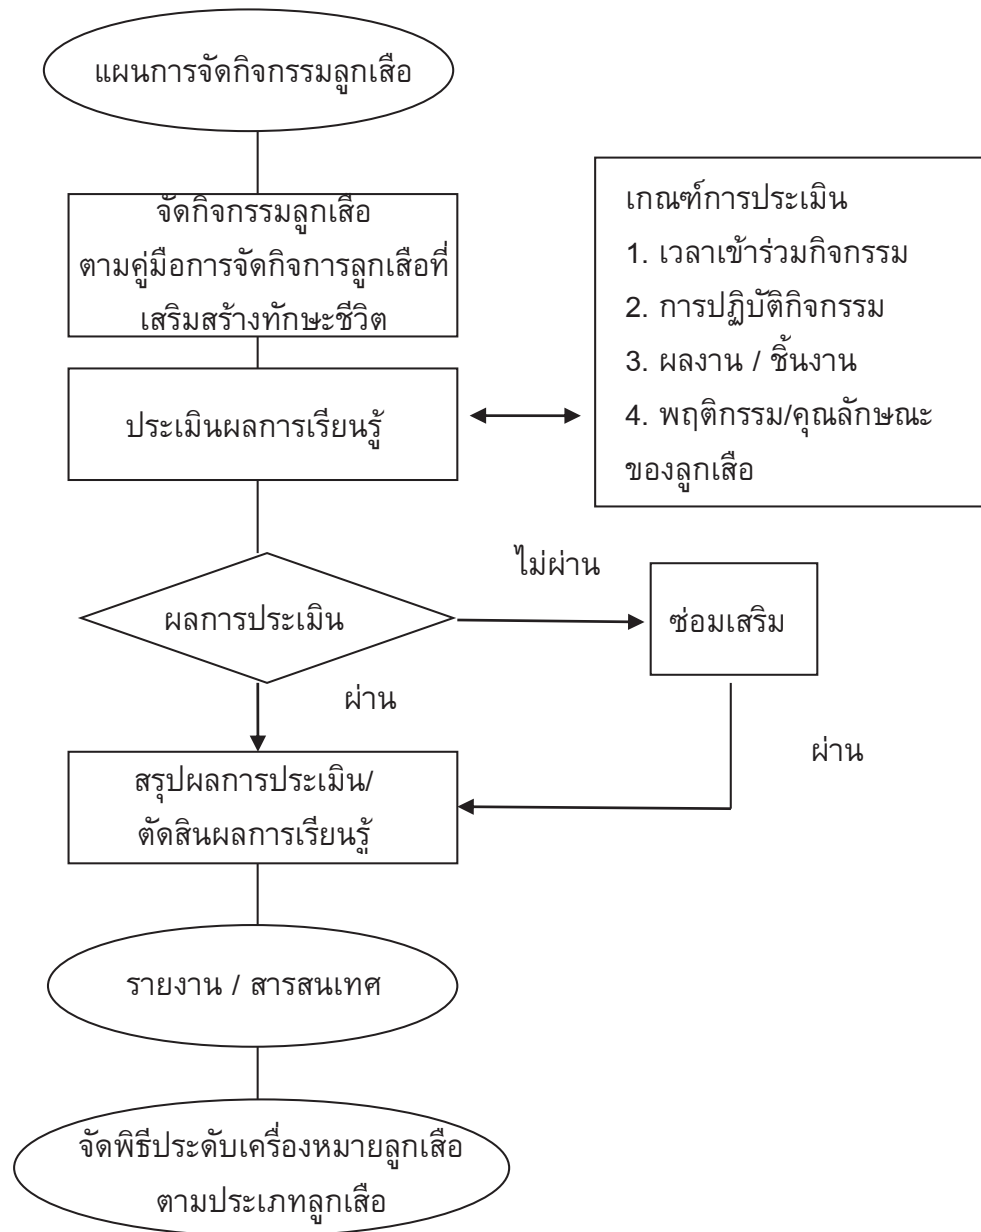 แผนการจัดกิจกรรมลูกเสือ
จัดกิจกรรมลูกเสือ
ตามคู่มือการจัดกิจการลูกเสือที่
เสริมสร้างทักษะชีวิต
ประเมินผลการเรียนรู้
เกณฑ์การประเมิน
1. เวลาเข้าร่วมกิจกรรม
2. การปฏิบัติกิจกรรม
3. ผลงาน / ชิ้นงาน
4. พฤติกรรม/คุณลักษณะ
ของลูกเสือ
ผลการประเมิน
ไม่ผ่าน
ซ่อมเสริม
ผ่าน
ผ่าน
สรุปผลการประเมิน/
ตัดสินผลการเรียนรู้
รายงาน / สารสนเทศ
จัดพิธีประดับเครื่องหมายลูกเสือ
ตามประเภทลูกเสือ